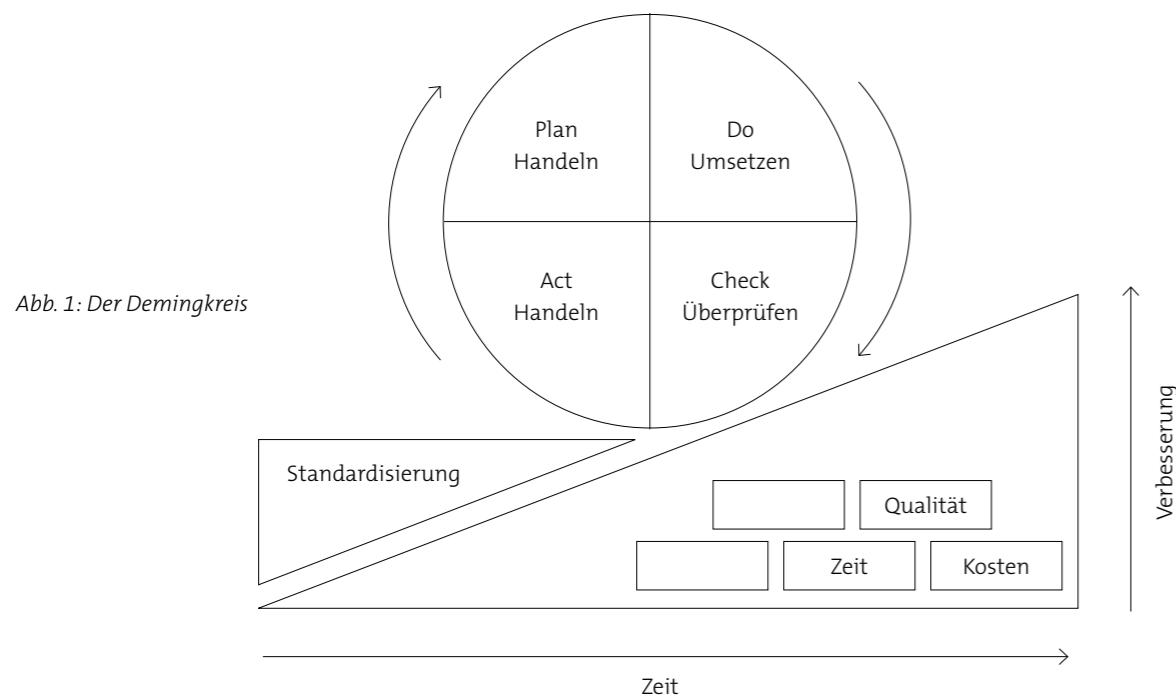 Plan
Handeln
Do
Umsetzen
Act
Handeln
Check
Überprüfen
Abb. 1: Der Demingkreis
Standardisierung
Qualität
Zeit
Kosten
Verbesserung
Zeit